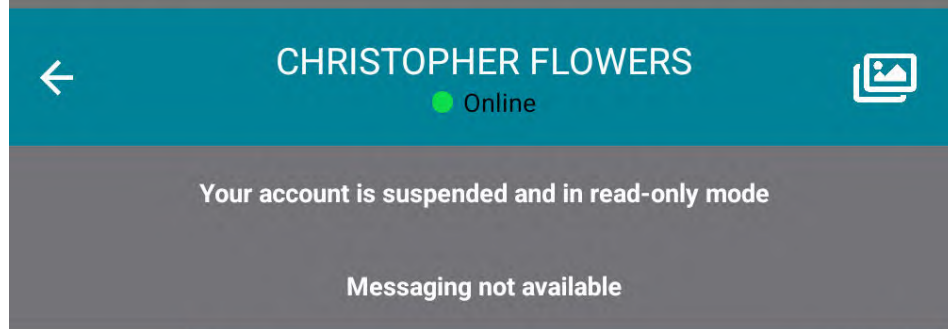 CHRISTOPHER FLOWERS
Online
Your account is suspended and in read-only mode
Messaging not available